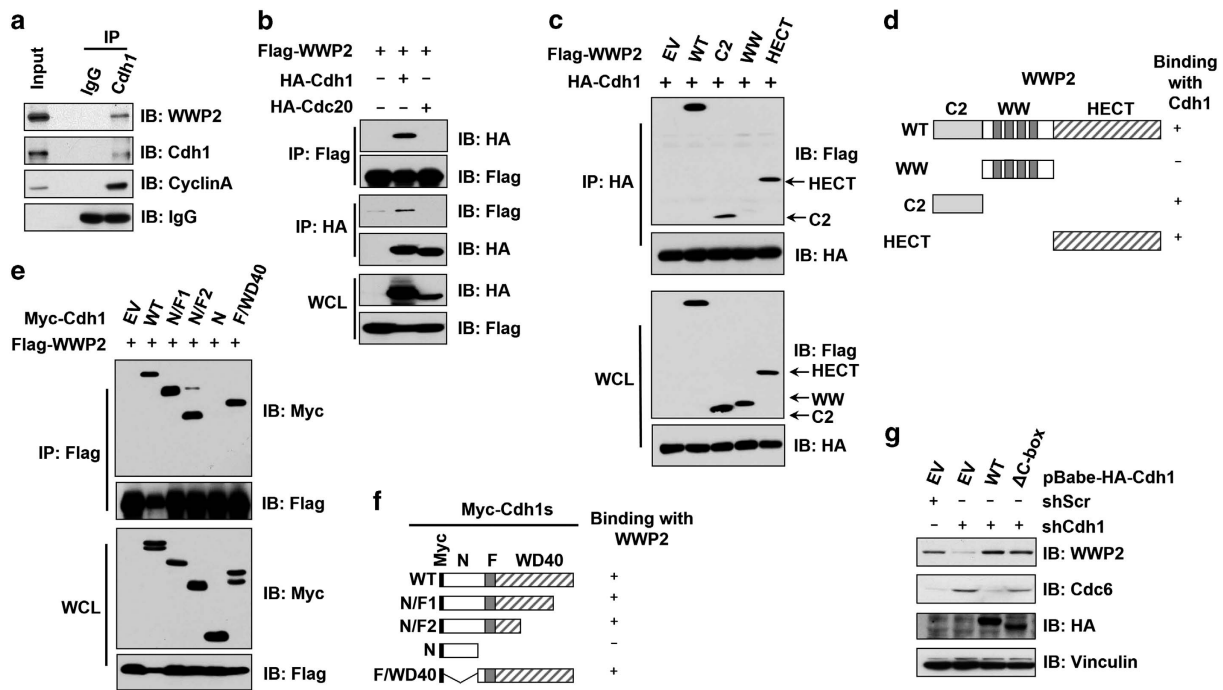 a
IP
Input
IgG
Cdh1
IB: WWP2
IB: Cdh1
IB: CyclinA
IB: IgG
b
Flag-WWP2 + + +
HA-Cdh1 – + –
HA-Cdc20 – – +
IP: Flag
IB: HA
IB: Flag
IP: HA
IB: Flag
IB: HA
WCL
IB: HA
IB: Flag
c
Flag-WWP2 EV WT C2 WW HECT
HA-Cdh1 + + + + +
IP: HA
IB: Flag
HECT
C2
IB: HA
WCL
IB: Flag
HECT
WW
C2
IB: HA
d
WWP2
Binding with Cdh1
C2 WW HECT
WT +
WW –
C2 +
HECT +
e
Myc-Cdh1 EV WT N/F1 N/F2 N F/WD40
Flag-WWP2 + + + + + +
IP: Flag
IB: Myc
IB: Flag
WCL
IB: Myc
IB: Flag
f
Myc-Cdh1s
Binding with WWP2
Myc N F WD40
WT +
N/F1 +
N/F2 +
N –
F/WD40 +
g
EV EV WT ΔC-box pBabe-HA-Cdh1
+ – – – shScr
– + + + shCdh1
IB: WWP2
IB: Cdc6
IB: HA
IB: Vinculin